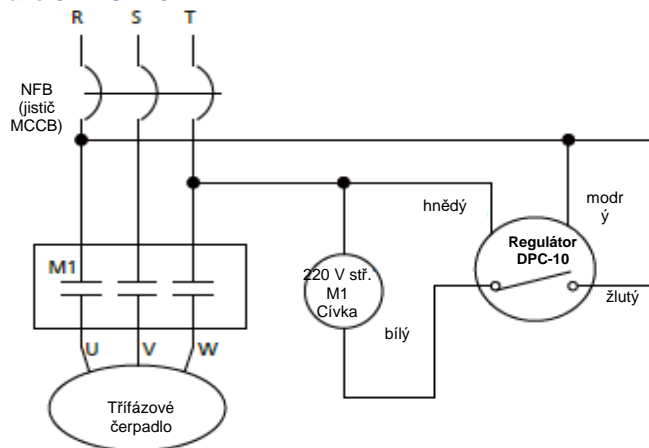 R S T
NFB
(jistič
MCCB)
hnědý
modr
ý
Regulátor
DPC-10
M1
220 V stř.
M1
Cívka
bílý
žlutý
U V W
Třífázové
čerpadlo